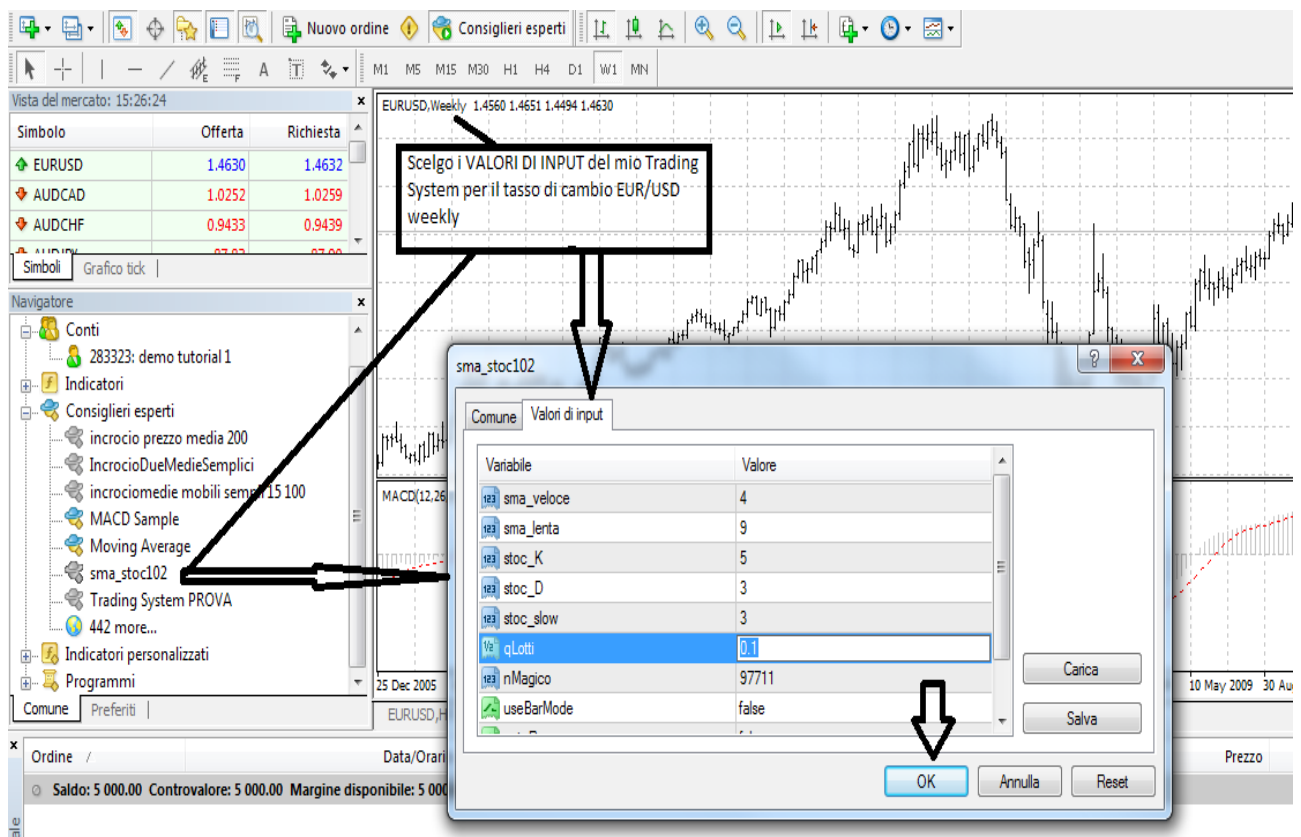 Nuovo ordine
Consiglieri esperti
E
F
A
T
M1 M5 M15 M30 H1 H4 D1 W1 MN
Vista del mercato: 15:26:24
x
Simbolo Offerta Richiesta
EURUSD 1.4630 1.4632
AUDCAD 1.0252 1.0259
AUDCHF 0.9433 0.9439
Simboli Grafico tick
Navigatore
x
Conti
283323: demo tutorial 1
Indicatori
Consiglieri esperti
incrocio prezzo media 200
IncrocioDueMedieSemplici
incrociomedie mobili 15 100
MACD Sample
Moving Average
sma_stoc102
Trading System PROVA
442 more...
Indicatori personalizzati
Programmi
Comune Preferiti
EURUSD,Weekly 1.4560 1.4651 1.4494 1.4630
Scelgo i VALORI DI INPUT del mio Trading
System per il tasso di cambio EUR/USD
weekly
MACD(12,26
25 Dec 2005
10 May 2009 30 Au
EURUSD,H
sma_stoc102
Comune Valori di input
Variabile Valore
sma_veloce 4
sma_lenta 9
stoc_K 5
stoc_D 3
stoc_slow 3
qLotti 0.1
nMagico 97711
useBarMode false
Carica
Salva
OK Annulla Reset
x
Ordine / Data/Orari Prezzo
Saldo: 5 000.00 Controvalore: 5 000.00 Margine disponibile: 5 000